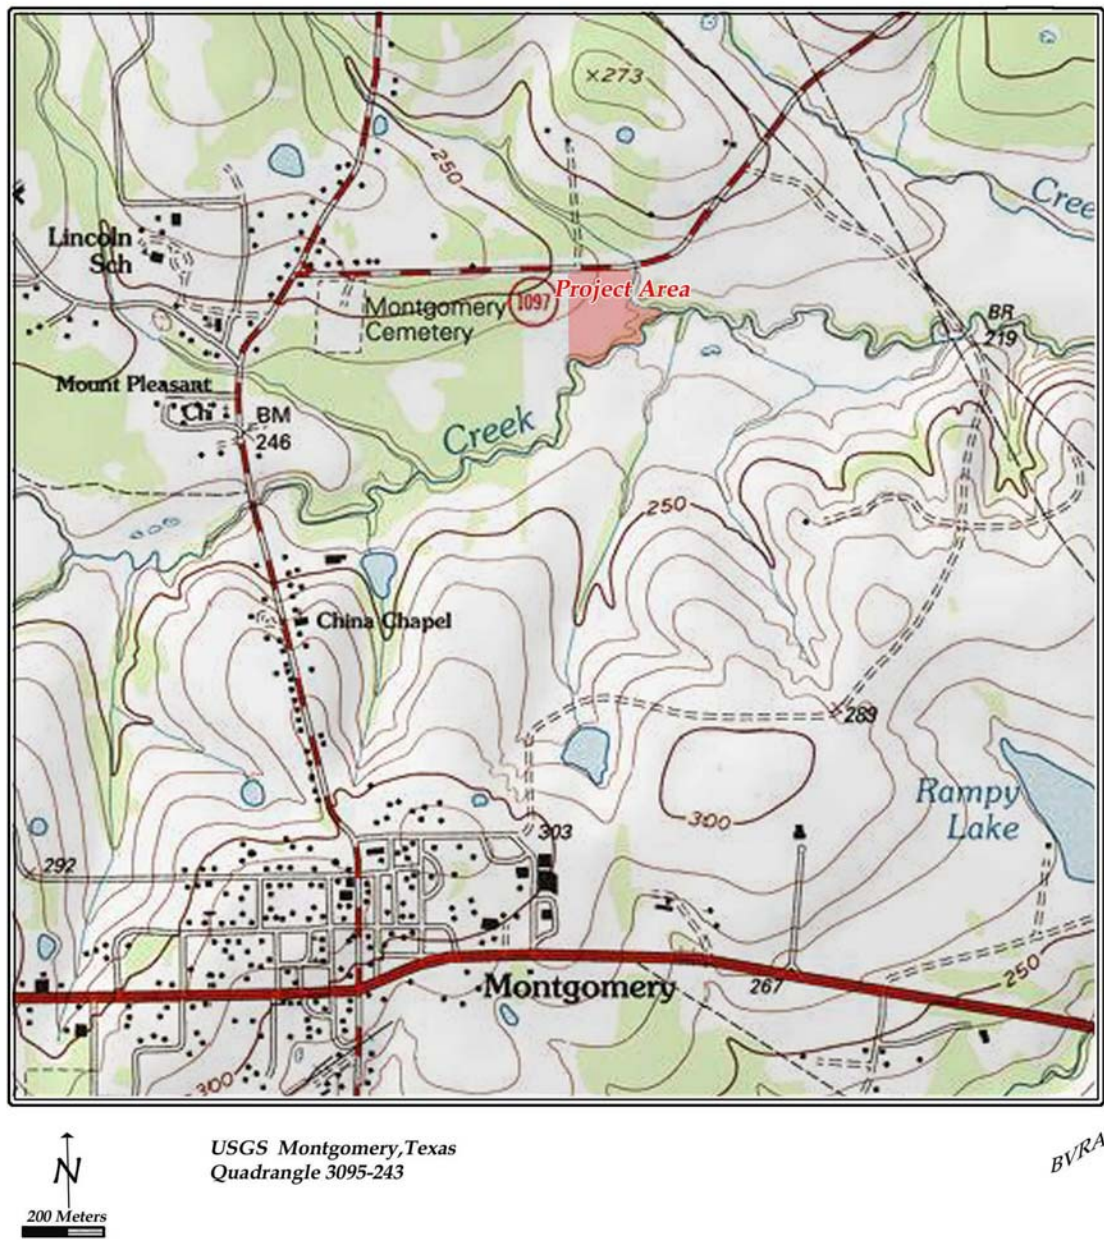 ×273
250
Cree
Lincoln
Sch
Project Area
1097
Montgomery
Cemetery
BR
219
Mount Pleasant
Ch
BM
246
Creek
250
China Chapel
289
Rampy
Lake
300
303
292
Montgomery
267
250
300
N
200 Meters
USGS Montgomery,Texas
Quadrangle 3095-243
BVRA